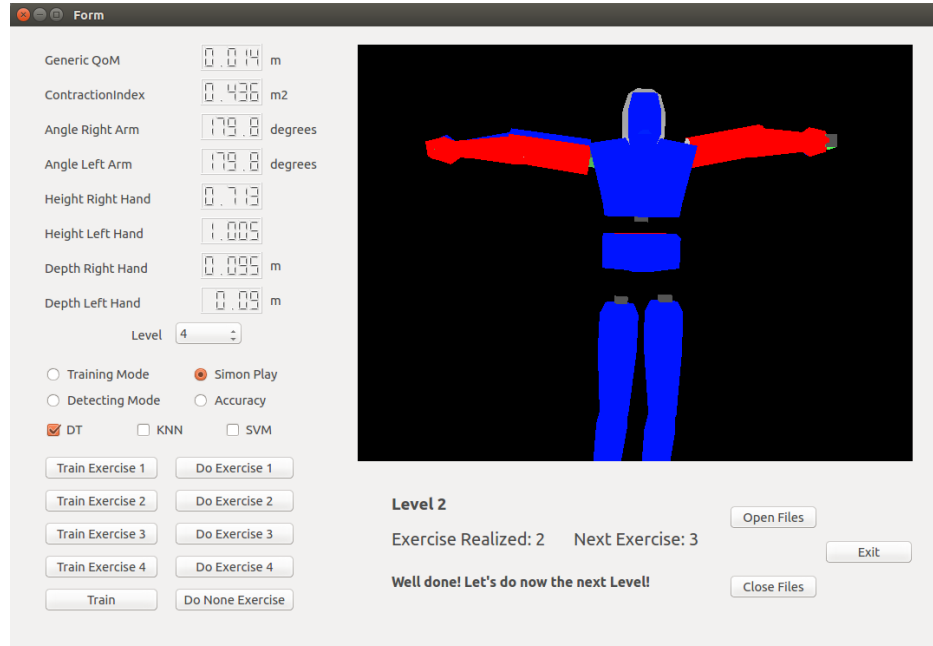 Form
Generic QoM 0.014 m
ContractionIndex 0.436 m2
Angle Right Arm 179.8 degrees
Angle Left Arm 179.8 degrees
Height Right Hand 0.713
Height Left Hand 1.005
Depth Right Hand 0.095 m
Depth Left Hand 0.09 m
Level 4
Training Mode Simon Play
Detecting Mode Accuracy
DT KNN SVM
Train Exercise 1 Do Exercise 1
Train Exercise 2 Do Exercise 2
Train Exercise 3 Do Exercise 3
Train Exercise 4 Do Exercise 4
Train Do None Exercise
Level 2
Exercise Realized: 2 Next Exercise: 3
Well done! Let's do now the next Level!
Open Files
Exit
Close Files